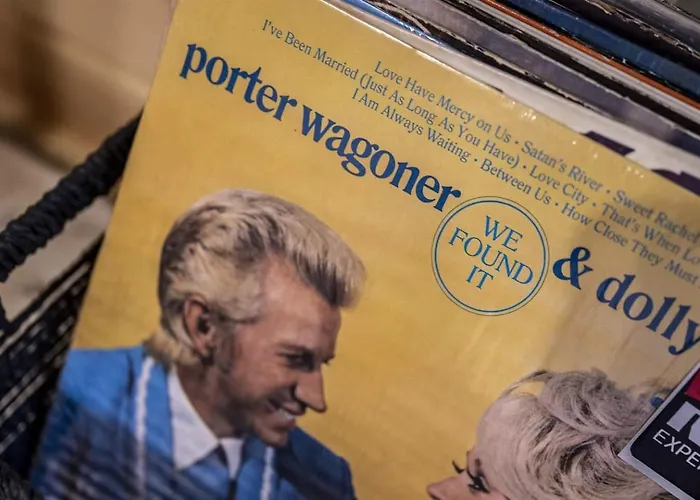 Love Have Mercy on Us • Satan's River • Sweet Rachel
I've Been Married (Just As Long As You Have) • Love City • That's When Lo
I Am Always Waiting • Between Us • How Close They Must
porter wagoner
WE
FOUND
IT
& dolly
EXPE